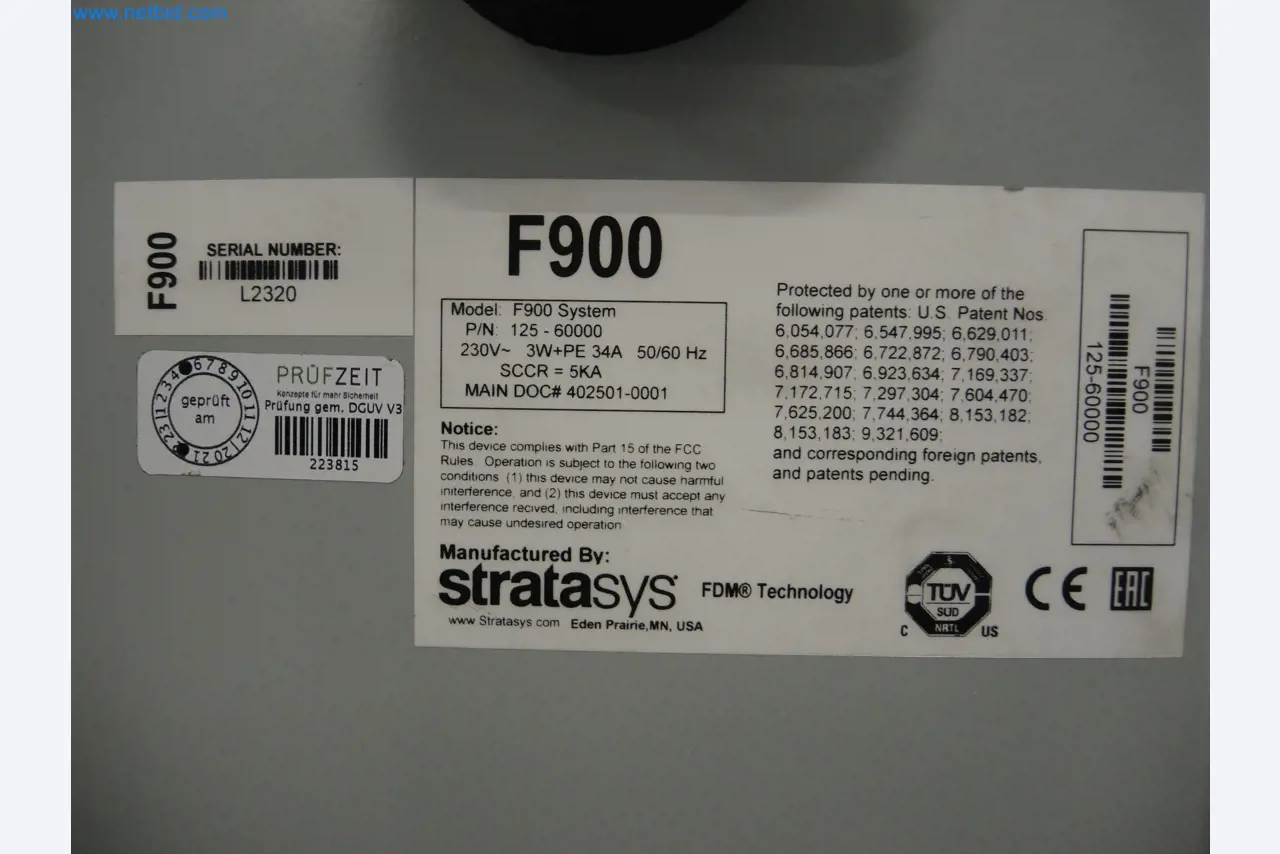 www.netbid.com
F900
SERIAL NUMBER:
L2320
PRÜFZEIT
Konzepte für mehr Sicherheit
Prüfung gem. DGUV V3
223815
geprüft
am
1 2 3 4 6 7 8 9 10 11 12
20 21 23
F900
Model: F900 System
P/N: 125 - 60000
230V~ 3W+PE 34A 50/60 Hz
SCCR = 5KA
MAIN DOC# 402501-0001
Notice:
This device complies with Part 15 of the FCC
Rules Operation is subject to the following two
conditions (1) this device may not cause harmful
interference, and (2) this device must accept any
interference recived, including interference that
may cause undesired operation
Manufactured By:
stratasys
www Stratasys com Eden Prairie,MN, USA
FDM® Technology
Protected by one or more of the
following patents: U.S. Patent Nos.
6,054,077; 6,547,995; 6,629,011;
6,685,866; 6,722,872; 6,790,403;
6,814,907; 6,923,634; 7,169,337;
7,172,715; 7,297,304; 7,604,470;
7,625,200; 7,744,364; 8,153,182;
8,153,183; 9,321,609;
and corresponding foreign patents,
and patents pending.
F900
125-60000
TÜV
SÜD
NRTL
C US
CE
EAC